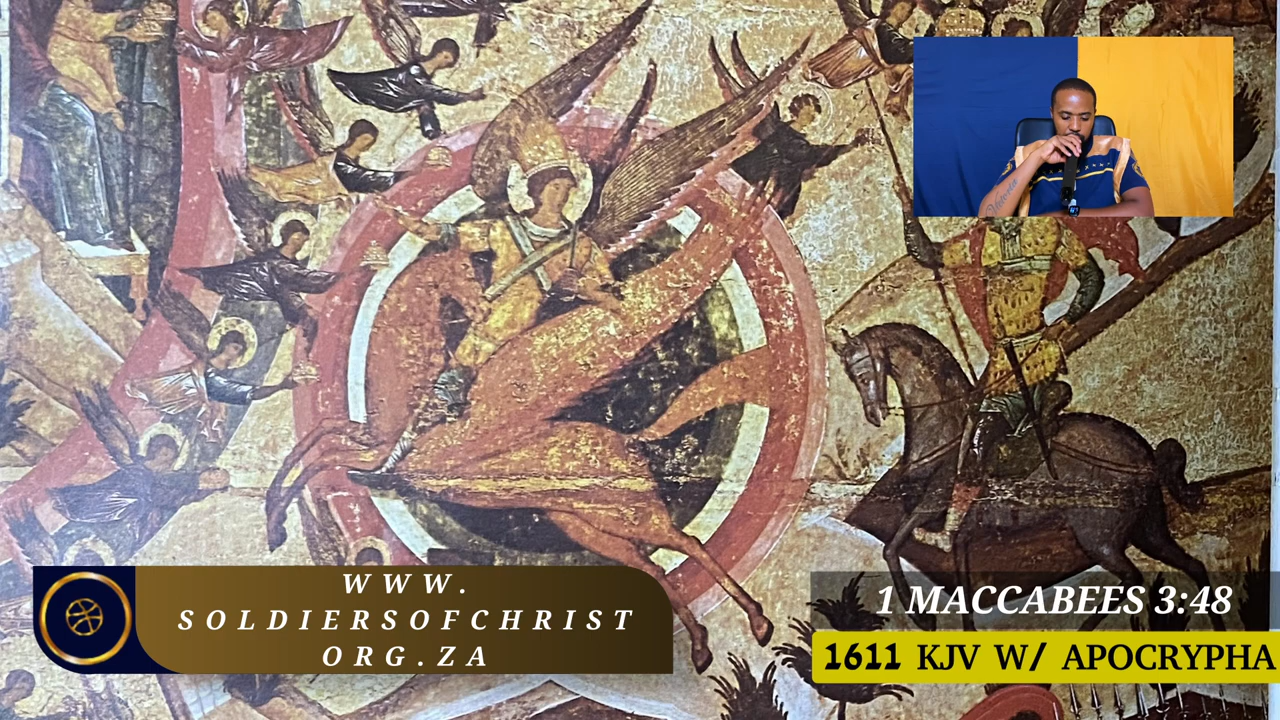 WWW.
SOLDIERSOFCHRIST
ORG.ZA
1 MACCABEES 3:48
1611 KJV W/ APOCRYPHA